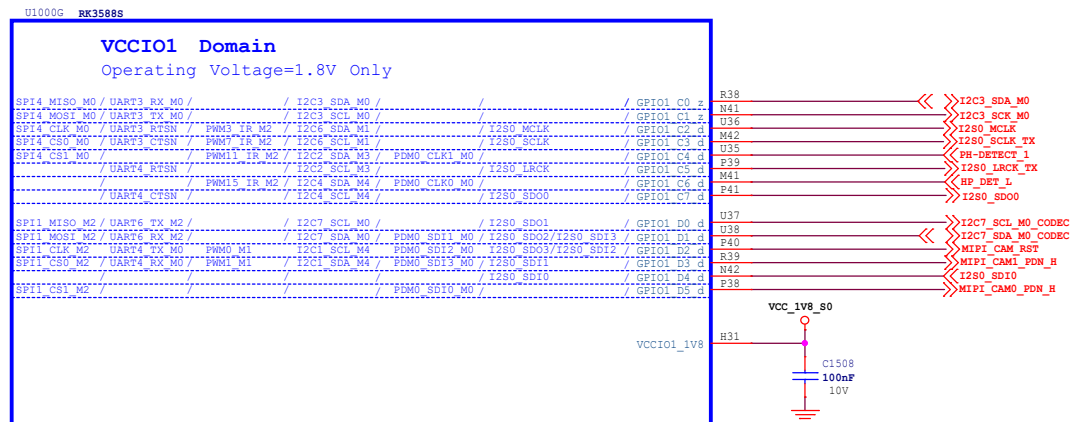 U1000G RK3588S
VCCIO1 Domain
Operating Voltage=1.8V Only
SPI4_MISO_M0 / UART3_RX_M0 / / I2C3_SDA_M0 / / / GPIO1_C0_z R38 I2C3_SDA_M0
SPI4_MOSI_M0 / UART3_TX_M0 / / I2C3_SCL_M0 / / / GPIO1_C1_z N41 I2C3_SCK_M0
SPI4_CLK_M0 / UART3_RTSN / PWM3_IR_M2 / I2C6_SDA_M1 / / I2S0_MCLK / GPIO1_C2_d U36 I2S0_MCLK
SPI4_CS0_M0 / UART3_CTSN / PWM7_IR_M2 / I2C6_SCL_M1 / / I2S0_SCLK / GPIO1_C3_d M42 I2S0_SCLK_TX
SPI4_CS1_M0 / / PWM11_IR_M2 / I2C2_SDA_M3 / PDM0_CLK1_M0 / / GPIO1_C4_d U35 PH-DETECT_1
UART4_RTSN / / I2C2_SCL_M3 / / I2S0_LRCK / GPIO1_C5_d P39 I2S0_LRCK_TX
/ PWM15_IR_M2 / I2C4_SDA_M4 / PDM0_CLK0_M0 / / GPIO1_C6_d M41 HP_DET_L
UART4_CTSN / / I2C4_SCL_M4 / / I2S0_SDO0 / GPIO1_C7_d P41 I2S0_SDO0
SPI1_MISO_M2 / UART6_TX_M2 / / I2C7_SCL_M0 / / I2S0_SDO1 / GPIO1_D0_d U37 I2C7_SCL_M0_CODEC
SPI1_MOSI_M2 / UART6_RX_M2 / / I2C7_SDA_M0 / PDM0_SDI1_M0 / I2S0_SDO2/I2S0_SDI3 / GPIO1_D1_d U38 I2C7_SDA_M0_CODEC
SPI1_CLK_M2 / UART4_TX_M0 / PWM0_M1 / I2C1_SCL_M4 / PDM0_SDI2_M0 / I2S0_SDO3/I2S0_SDI2 / GPIO1_D2_d P40 MIPI_CAM_RST
SPI1_CS0_M2 / UART4_RX_M0 / PWM1_M1 / I2C1_SDA_M4 / PDM0_SDI3_M0 / I2S0_SDI1 / GPIO1_D3_d R39 MIPI_CAM1_PDN_H
/ / I2S0_SDI0 / GPIO1_D4_d N42 I2S0_SDI0
SPI1_CS1_M2 / / / / PDM0_SDI0_M0 / / GPIO1_D5_d P38 MIPI_CAM0_PDN_H
VCC_1V8_S0
VCCIO1_1V8 H31
C1508
100nF
10V